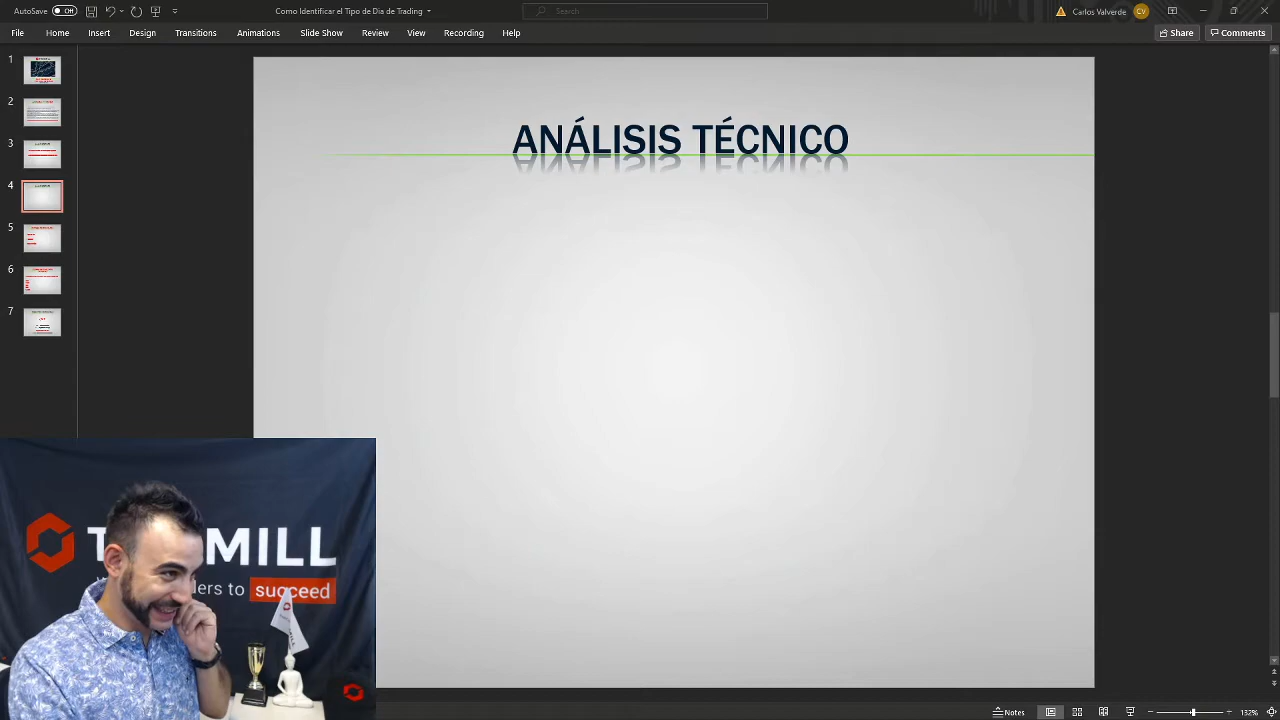 AutoSave Off
Como Identificar el Tipo de Dia de Trading
Search
Carlos Valverde CV
File Home Insert Design Transitions Animations Slide Show Review View Recording Help
Share Comments
1
2
3
4
5
6
7
ANÁLISIS TÉCNICO
T MILL
ders to succeed
Notes
132%